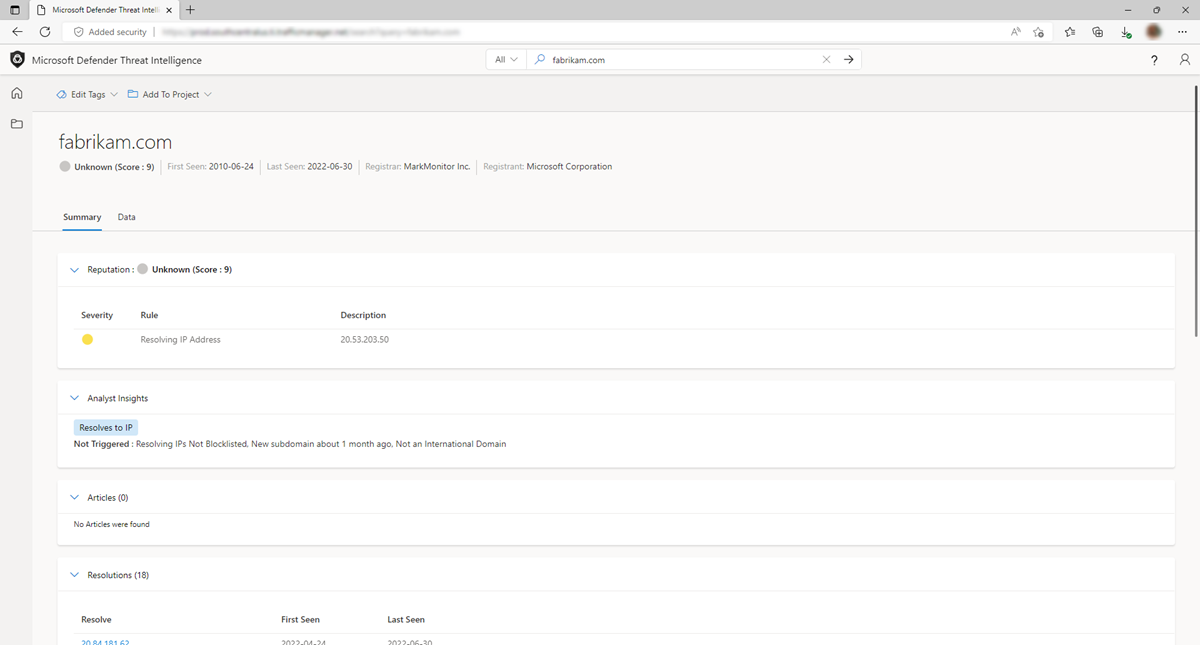 Microsoft Defender Threat Intelli
Added security
Microsoft Defender Threat Intelligence
All fabrikam.com
Edit Tags Add To Project
fabrikam.com
Unknown (Score : 9) First Seen: 2010-06-24 Last Seen: 2022-06-30 Registrar: MarkMonitor Inc. Registrant: Microsoft Corporation
Summary Data
Reputation : Unknown (Score : 9)
Severity Rule Description
Resolving IP Address 20.53.203.50
Analyst Insights
Resolves to IP
Not Triggered : Resolving IPs Not Blocklisted, New subdomain about 1 month ago, Not an International Domain
Articles (0)
No Articles were found
Resolutions (18)
Resolve First Seen Last Seen
20.84.181.62 2022-04-24 2022-06-30